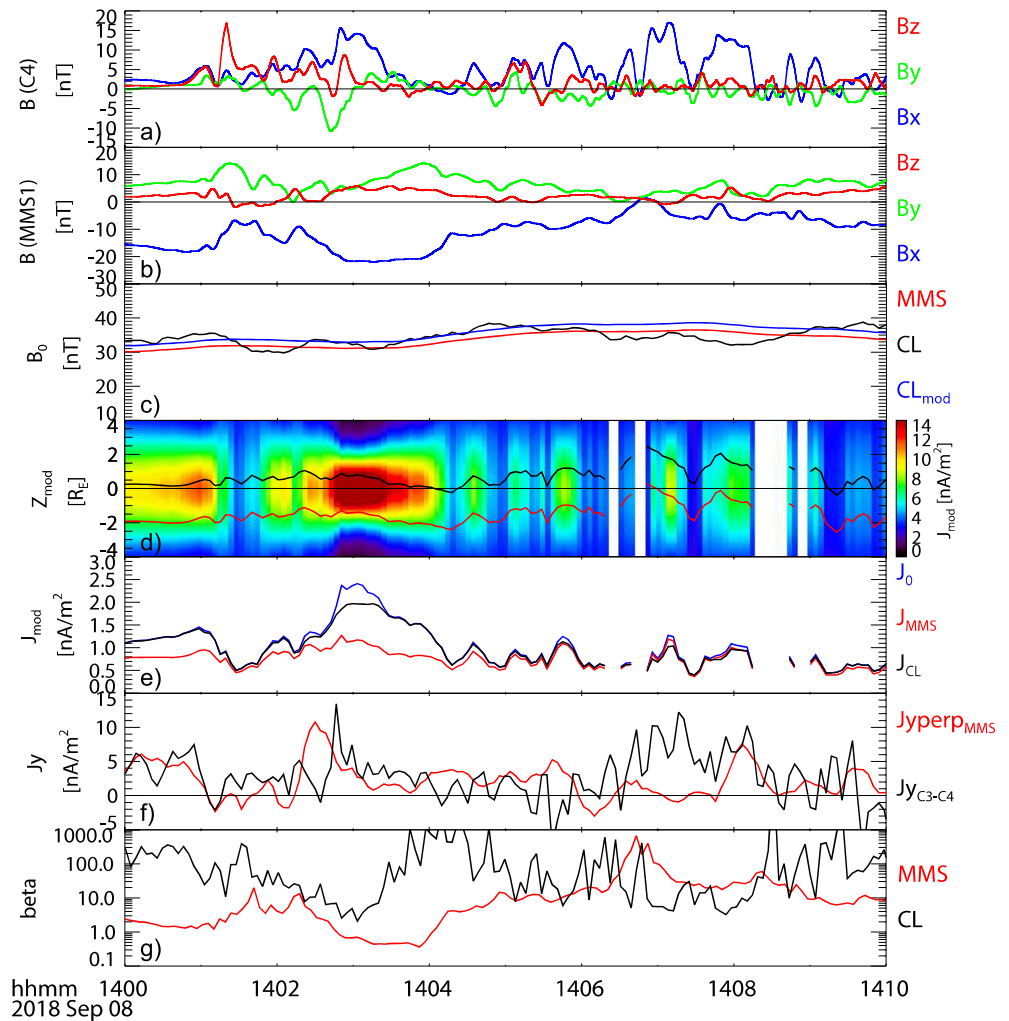 20
15
10
5
0
-5
-10
-15
B (C4)
[nT]
a)
Bz
By
Bx
20
10
0
-10
-20
-30
B (MMS1)
[nT]
b)
Bz
By
Bx
50
40
30
20
10
B0
[nT]
c)
MMS
CL
CLmod
4
2
0
-2
-4
Zmod
[RE]
d)
14
12
10
8
6
4
2
0
Jmod [nA/m2]
3.0
2.5
2.0
1.5
1.0
0.5
0.0
Jmod
[nA/m2]
e)
J0
JMMS
JCL
15
10
5
0
-5
Jy
[nA/m2]
f)
JyperpMMS
JyC3-C4
1000.0
100.0
10.0
1.0
0.1
beta
g)
MMS
CL
hhmm 1400 1402 1404 1406 1408 1410
2018 Sep 08